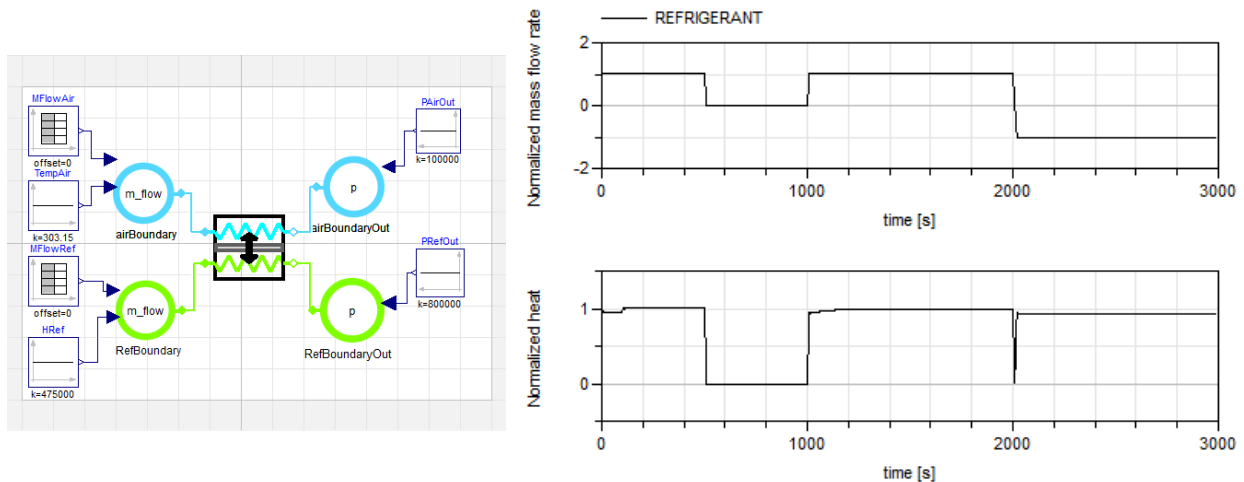 MFlowAir
offset=0
TempAir
k=303.15
MFlowRef
offset=0
HRef
k=475000
m_flow
airBoundary
m_flow
RefBoundary
PAirOut
k=100000
p
airBoundaryOut
PRefOut
k=800000
p
RefBoundaryOut
REFRIGERANT
Normalized mass flow rate
2
0
-2
0
1000
2000
3000
time [s]
Normalized heat
1
0
0
1000
2000
3000
time [s]